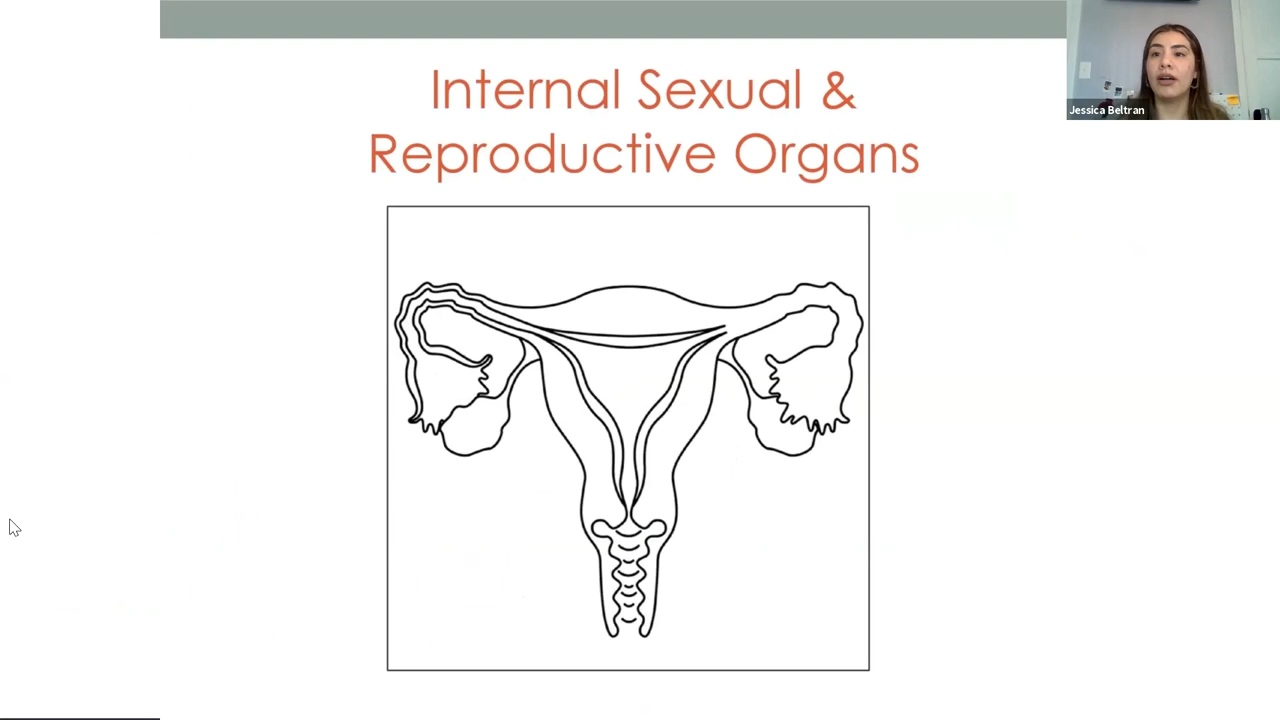 Internal Sexual &
Reproductive Organs
Jessica Beltran